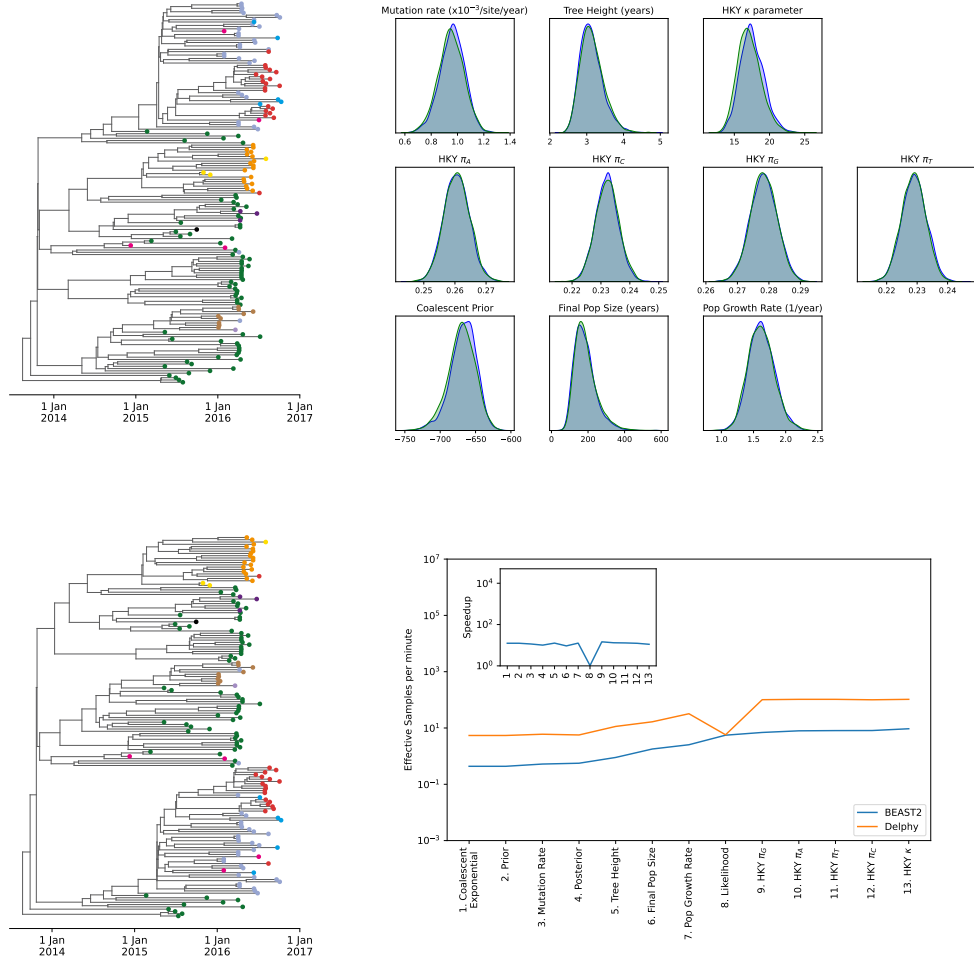 1 Jan
2014
1 Jan
2015
1 Jan
2016
1 Jan
2017
Mutation rate (x10⁻³/site/year)
0.6 0.8 1.0 1.2 1.4
Tree Height (years)
2 3 4 5
HKY κ parameter
15 20 25
HKY π_A
0.25 0.26 0.27
HKY π_C
0.22 0.23 0.24 0.25
HKY π_G
0.26 0.27 0.28 0.29
HKY π_T
0.22 0.23 0.24
Coalescent Prior
−750 −700 −650 −600
Final Pop Size (years)
0 200 400 600
Pop Growth Rate (1/year)
1.0 1.5 2.0 2.5
1 Jan
2014
1 Jan
2015
1 Jan
2016
1 Jan
2017
Effective Samples per minute
10⁷
10⁵
10³
10¹
10⁻¹
10⁻³
Speedup
10⁴
10²
10⁰
1 2 3 4 5 6 7 8 9 10 11 12 13
BEAST2
Delphy
1. Coalescent
Exponential
2. Prior
3. Mutation Rate
4. Posterior
5. Tree Height
6. Final Pop Size
7. Pop Growth Rate
8. Likelihood
9. HKY π_G
10. HKY π_A
11. HKY π_T
12. HKY π_C
13. HKY κ